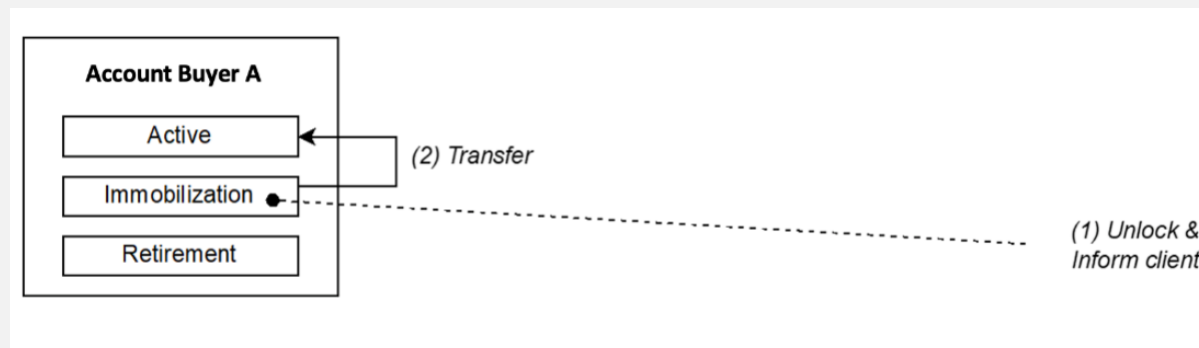 Account Buyer A
Active
(2) Transfer
Immobilization
(1) Unlock &
Inform client
Retirement